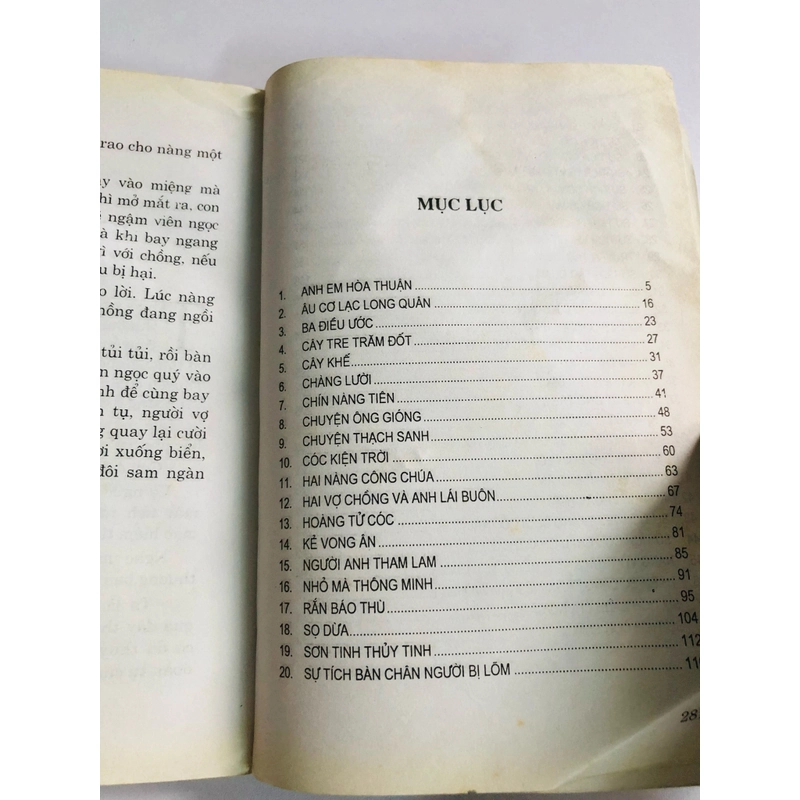 rao cho nàng một
vào miệng mà
hì mở mắt ra, con
ngậm viên ngọc
à khi bay ngang
ì với chồng, nếu
u bị hại.
o lời. Lúc nàng
hồng đang ngồi
tủi tủi, rồi bàn
n ngọc quý vào
nh để cùng bay
n tụ, người vợ
g quay lại cười
ơi xuống biển,
đôi sam ngàn
MỤC LỤC
1. ANH EM HÒA THUẬN 5
2. ÂU CƠ LẠC LONG QUÂN 16
3. BA ĐIỀU ƯỚC 23
4. CÂY TRE TRĂM ĐỐT 27
5. CÂY KHẾ 31
6. CHÀNG LƯỜI 37
7. CHÍN NÀNG TIÊN 41
8. CHUYỆN ÔNG GIÓNG 48
9. CHUYỆN THẠCH SANH 53
10. CÓC KIỆN TRỜI 60
11. HAI NÀNG CÔNG CHÚA 63
12. HAI VỢ CHỒNG VÀ ANH LÁI BUÔN 67
13. HOÀNG TỬ CÓC 74
14. KẺ VONG ÂN 81
15. NGƯỜI ANH THAM LAM 85
16. NHỎ MÀ THÔNG MINH 91
17. RẮN BÁO THÙ 95
18. SỌ DỪA 104
19. SƠN TINH THỦY TINH 112
20. SỰ TÍCH BÀN CHÂN NGƯỜI BỊ LÕM